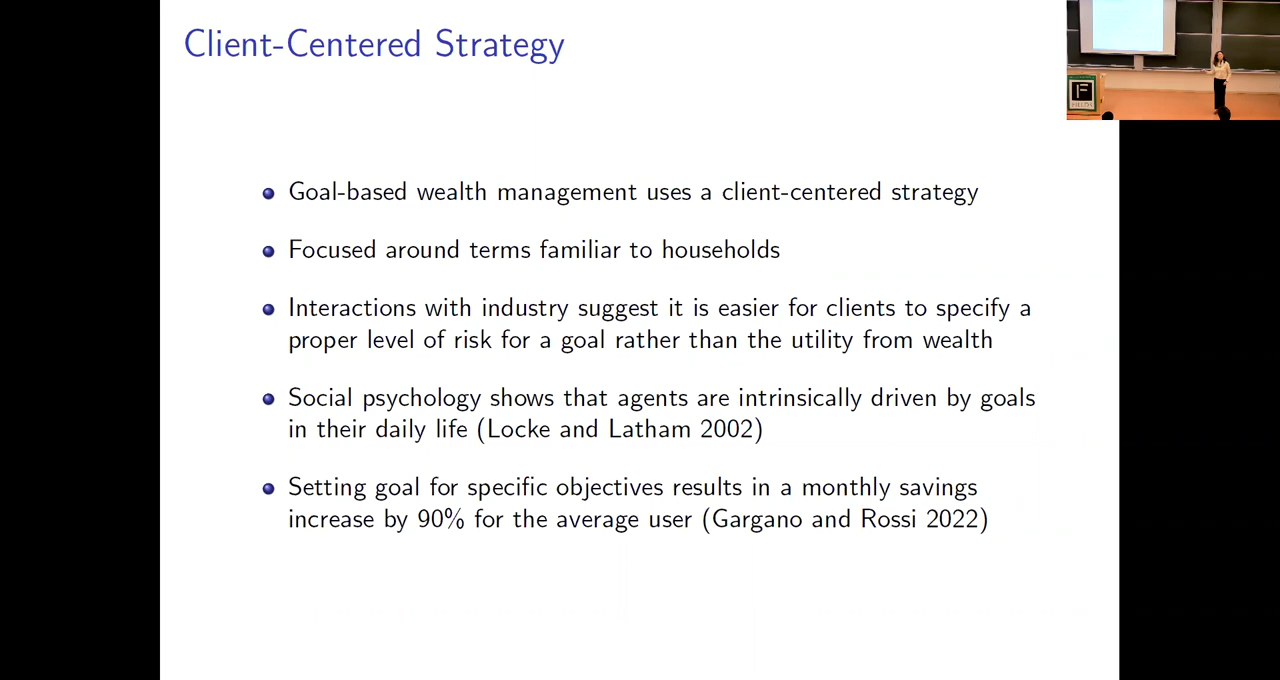 Client-Centered Strategy
Goal-based wealth management uses a client-centered strategy
Focused around terms familiar to households
Interactions with industry suggest it is easier for clients to specify a
proper level of risk for a goal rather than the utility from wealth
Social psychology shows that agents are intrinsically driven by goals
in their daily life (Locke and Latham 2002)
Setting goal for specific objectives results in a monthly savings
increase by 90% for the average user (Gargano and Rossi 2022)
F
FIELDS